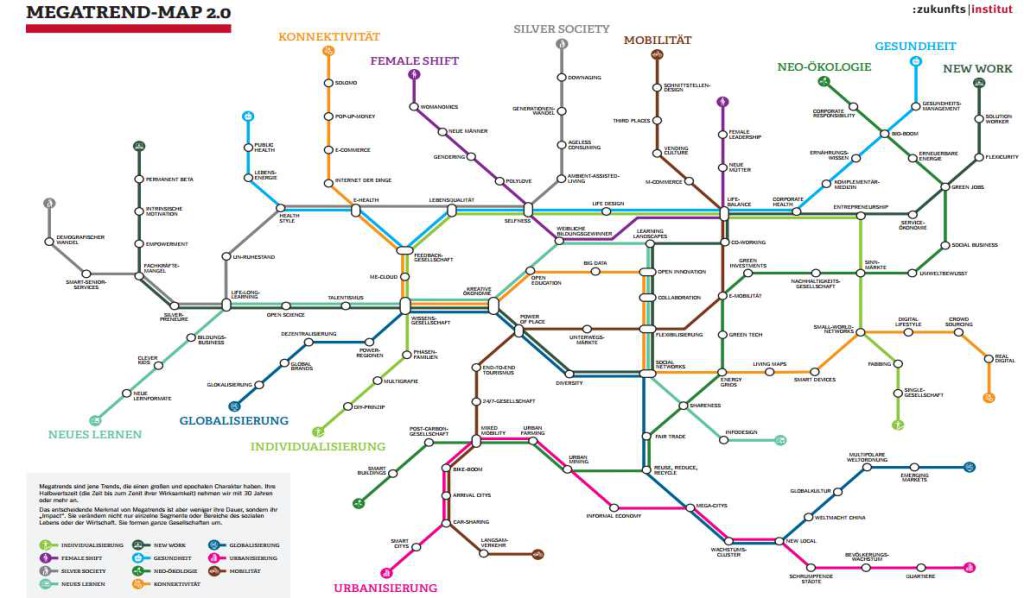 MEGATREND-MAP 2.0
:zukunfts|institut
SILVER SOCIETY
KONNEKTIVITÄT
MOBILITÄT
GESUNDHEIT
FEMALE SHIFT
NEO-ÖKOLOGIE
NEW WORK
DOWNAGING
SOLOMO
SCHNITTSTELLEN-
DESIGN
WOMANOMICS
GENERATIONEN-
WANDEL
CORPORATE
RESPONSIBILITY
GESUNDHEITS-
MANAGEMENT
POP-UP-MONEY
THIRD PLACES
SOLUTION
WORKER
NEUE MÄNNER
FEMALE
LEADERSHIP
BIO-BOOM
PUBLIC
HEALTH
E-COMMERCE
AGELESS
CONSUMING
VENDING
CULTURE
GENDERING
ERNÄHRUNGS-
WISSEN
ERNEUERBARE
ENERGIE
FLEXICURITY
NEUE
MÜTTER
LEBENS-
ENERGIE
PERMANENT BETA
INTERNET DER DINGE
POLYLOVE
AMBIENT-ASSISTED-
LIVING
M-COMMERCE
KOMPLEMENTÄR-
MEDIZIN
GREEN JOBS
E-HEALTH
LEBENSQUALITÄT
LIFE DESIGN
LIFE-
BALANCE
CORPORATE
HEALTH
ENTREPRENEURSHIP
INTRINSISCHE
MOTIVATION
HEALTH
STYLE
SELFNESS
SERVICE-
ÖKONOMIE
DEMOGRAFISCHER
WANDEL
EMPOWERMENT
WEIBLICHE
BILDUNGSGEWINNER
LEARNING
LANDSCAPES
CO-WORKING
SOCIAL BUSINESS
UN-RUHESTAND
FEEDBACK-
GESELLSCHAFT
FACHKRÄFTE-
MANGEL
SMART-SENIOR-
SERVICES
ME-CLOUD
BIG DATA
OPEN
EDUCATION
OPEN INNOVATION
GREEN
INVESTMENTS
NACHHALTIGKEITS-
GESELLSCHAFT
SINN-
MÄRKTE
UMWELTBEWUSST
LIFE-LONG-
LEARNING
TALENTISMUS
KREATIVE
ÖKONOMIE
COLLABORATION
E-MOBILITÄT
SILVER-
PRENEURE
OPEN SCIENCE
WISSENS-
GESELLSCHAFT
POWER
OF PLACE
UNTERWEGS-
MÄRKTE
FLEXIBILISIERUNG
GREEN TECH
SMALL-WORLD-
NETWORKS
DIGITAL
LIFESTYLE
CROWD
SOURCING
BILDUNGS-
BUSINESS
DEZENTRALISIERUNG
POWER-
REGIONEN
PHASEN-
FAMILIEN
CLEVER
KIDS
GLOBAL
BRANDS
END-TO-END
TOURISMUS
DIVERSITY
SOCIAL
NETWORKS
ENERGY
GRIDS
LIVING MAPS
SMART DEVICES
FABBING
REAL
DIGITAL
GLOKALISIERUNG
MULTIGRAFIE
NEUE
LERNFORMATE
DIY-PRINZIP
24/7-GESELLSCHAFT
SHARENESS
SINGLE-
GESELLSCHAFT
NEUES LERNEN
GLOBALISIERUNG
INDIVIDUALISIERUNG
POST-CARBON-
GESELLSCHAFT
MIXED
MOBILITY
URBAN
FARMING
FAIR TRADE
INFODESIGN
SMART
BUILDINGS
BIKE-BOOM
URBAN
MINING
REUSE, REDUCE,
RECYCLE
MULTIPOLARE
WELTORDNUNG
EMERGING
MARKETS
ARRIVAL CITYS
INFORMAL ECONOMY
MEGA-CITYS
GLOBALKULTUR
CAR-SHARING
WELTMACHT CHINA
SMART
CITYS
LANGSAM-
VERKEHR
WACHSTUMS-
CLUSTER
NEW LOCAL
SCHRUMPFENDE
STÄDTE
BEVÖLKERUNGS-
WACHSTUM
QUARTIERE
URBANISIERUNG
Megatrends sind jene Trends, die einen großen und epochalen Charakter haben. Ihre
Halbwertszeit (die Zeit bis zum Zenit ihrer Wirksamkeit) nehmen wir mit 30 Jahren
oder mehr an.
Das entscheidende Merkmal von Megatrends ist aber weniger ihre Dauer, sondern ihr
„Impact“. Sie verändern nicht nur einzelne Segmente oder Bereiche des sozialen
Lebens oder der Wirtschaft. Sie formen ganze Gesellschaften um.
INDIVIDUALISIERUNG
NEW WORK
GLOBALISIERUNG
FEMALE SHIFT
GESUNDHEIT
URBANISIERUNG
SILVER SOCIETY
NEO-ÖKOLOGIE
MOBILITÄT
NEUES LERNEN
KONNEKTIVITÄT